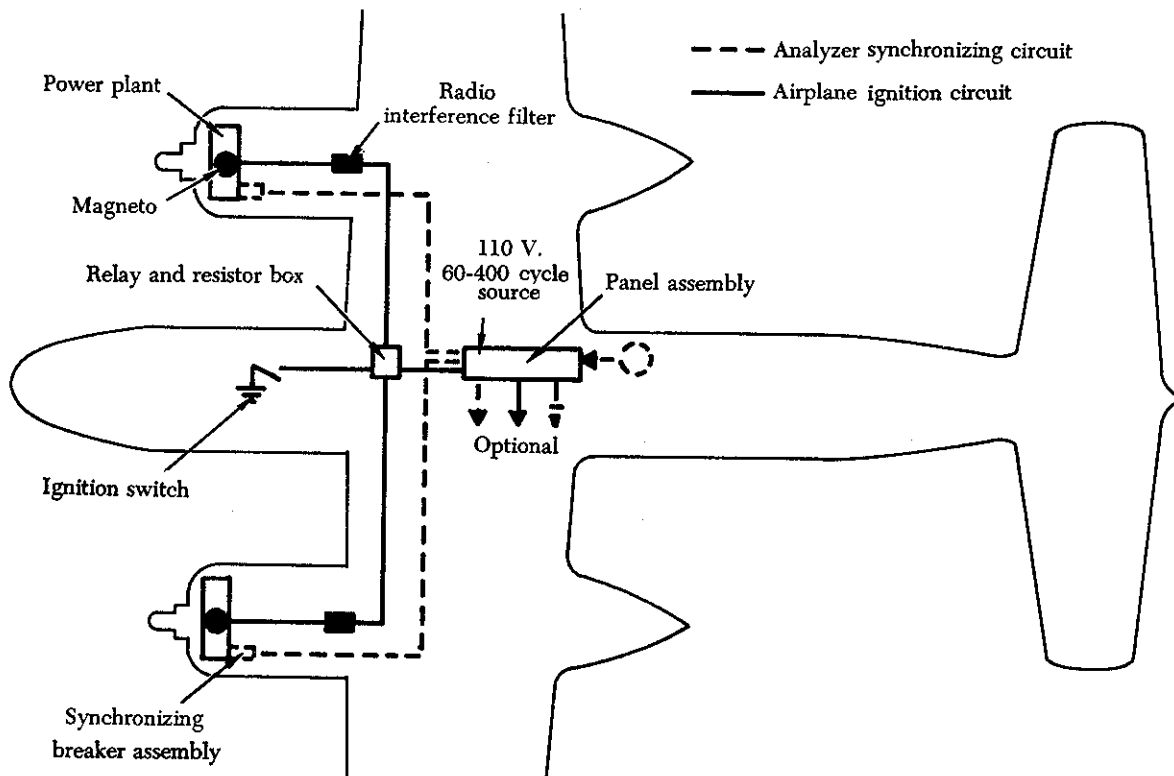 Analyzer synchronizing circuit
Airplane ignition circuit
Power plant
Radio
interference filter
Magneto
110 V.
60-400 cycle
source
Relay and resistor box
Panel assembly
Optional
Ignition switch
Synchronizing
breaker assembly